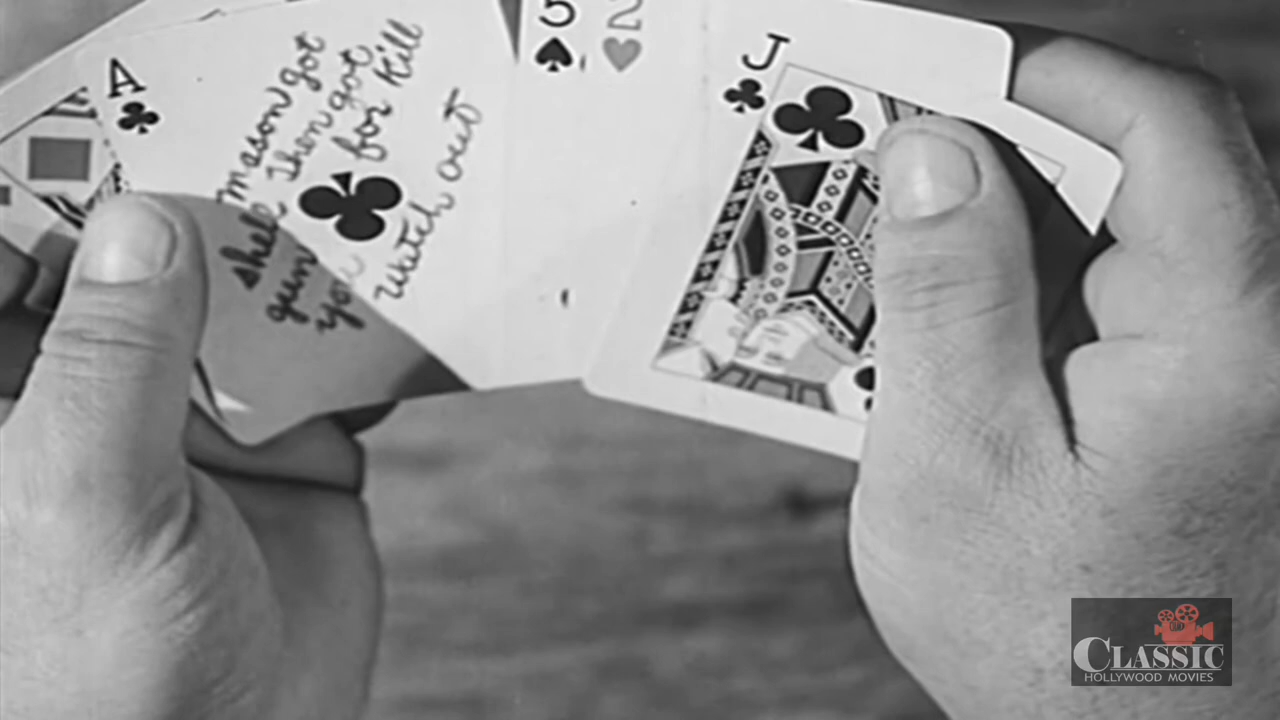 A
mason got
shell Then got
gun for Kill
you Watch out
5
2
J
CLASSIC
HOLLYWOOD MOVIES